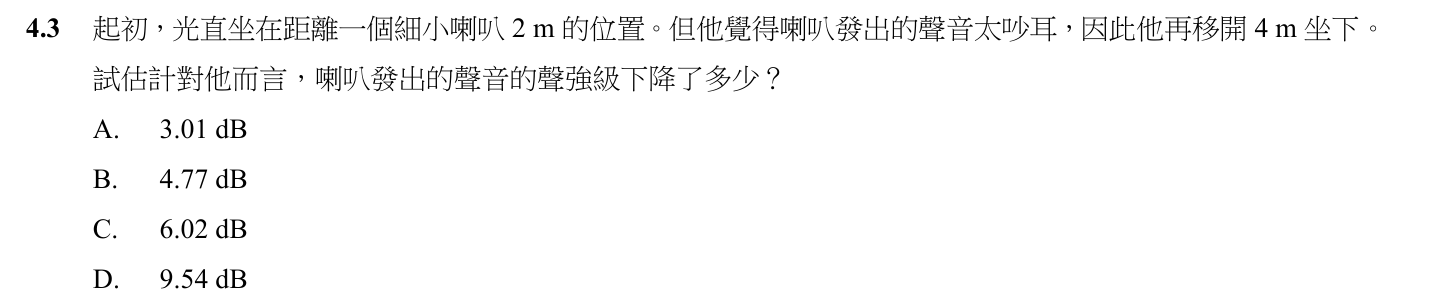 4.3 起初，光直坐在距離一個細小喇叭 2 m 的位置。但他覺得喇叭發出的聲音太吵耳，因此他再移開 4 m 坐下。
試估計對他而言，喇叭發出的聲音的聲強級下降了多少？
A. 3.01 dB
B. 4.77 dB
C. 6.02 dB
D. 9.54 dB